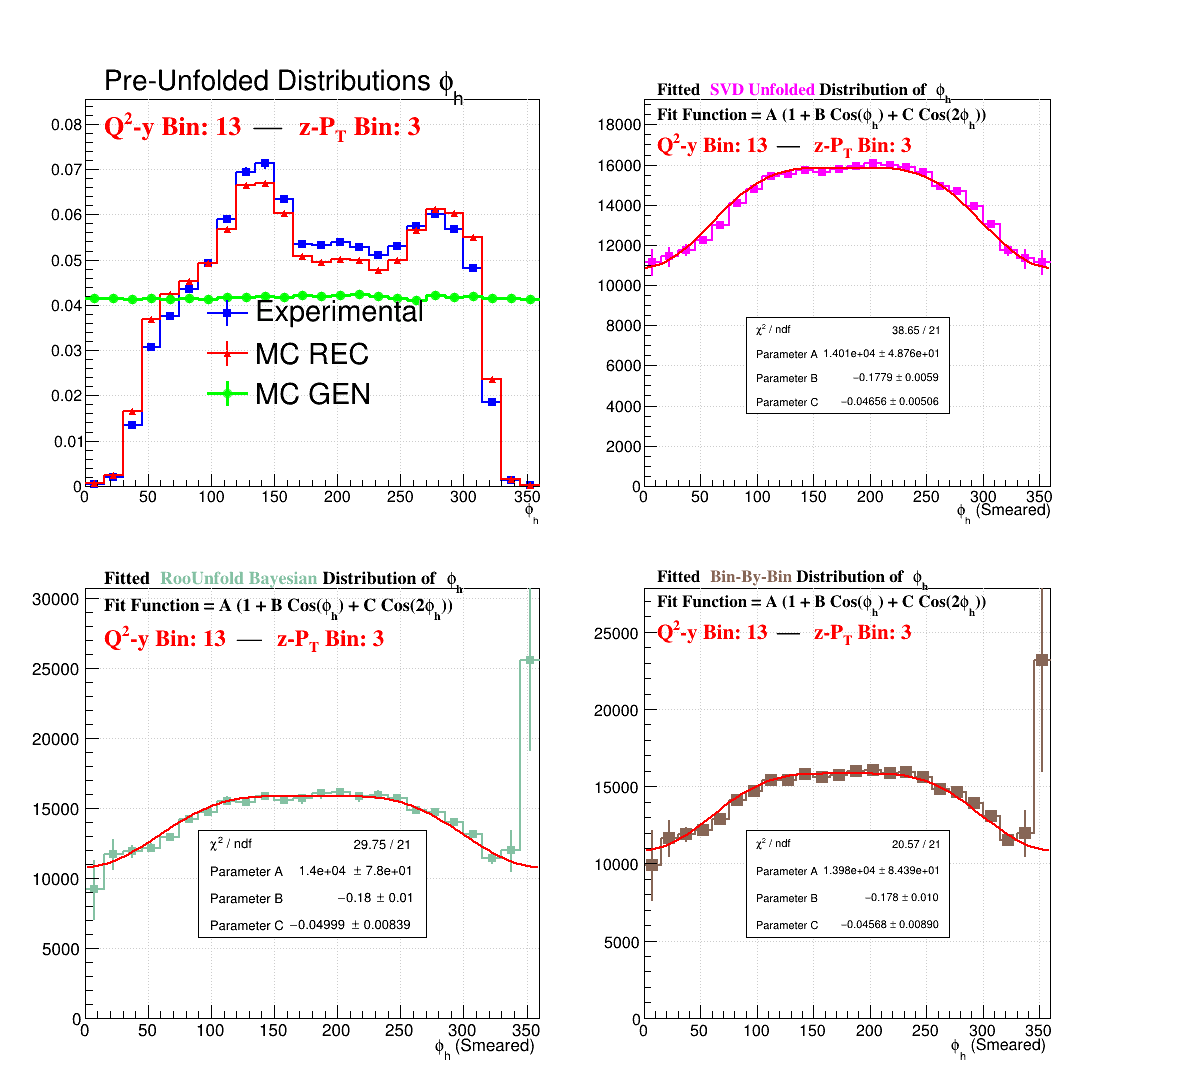 Pre-Unfolded Distributions ϕh
Q²-y Bin: 13 — z-PT Bin: 3
0.08
0.07
0.06
0.05
0.04
0.03
0.02
0.01
0
Experimental
MC REC
MC GEN
0 50 100 150 200 250 300 350
ϕh
Fitted SVD Unfolded Distribution of ϕh
Fit Function = A (1 + B Cos(ϕh) + C Cos(2ϕh))
Q²-y Bin: 13 — z-PT Bin: 3
18000
16000
14000
12000
10000
8000
6000
4000
2000
0
χ² / ndf 38.65 / 21
Parameter A 1.401e+04 ± 4.876e+01
Parameter B −0.1779 ± 0.0059
Parameter C −0.04656 ± 0.00506
0 50 100 150 200 250 300 350
ϕh (Smeared)
Fitted RooUnfold Bayesian Distribution of ϕh
Fit Function = A (1 + B Cos(ϕh) + C Cos(2ϕh))
Q²-y Bin: 13 — z-PT Bin: 3
30000
25000
20000
15000
10000
5000
0
χ² / ndf 29.75 / 21
Parameter A 1.4e+04 ± 7.8e+01
Parameter B −0.18 ± 0.01
Parameter C −0.04999 ± 0.00839
0 50 100 150 200 250 300 350
ϕh (Smeared)
Fitted Bin-By-Bin Distribution of ϕh
Fit Function = A (1 + B Cos(ϕh) + C Cos(2ϕh))
Q²-y Bin: 13 — z-PT Bin: 3
25000
20000
15000
10000
5000
0
χ² / ndf 20.57 / 21
Parameter A 1.398e+04 ± 8.439e+01
Parameter B −0.178 ± 0.010
Parameter C −0.04568 ± 0.00890
0 50 100 150 200 250 300 350
ϕh (Smeared)